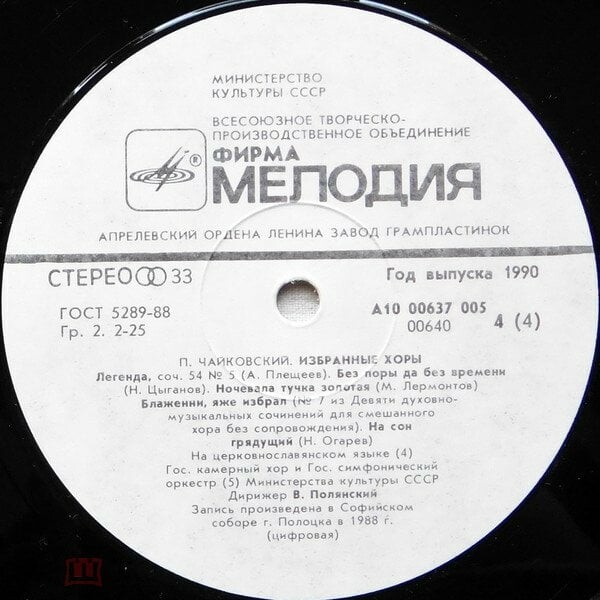 МИНИСТЕРСТВО
КУЛЬТУРЫ СССР
ВСЕСОЮЗНОЕ ТВОРЧЕСКО-
ПРОИЗВОДСТВЕННОЕ ОБЪЕДИНЕНИЕ
® ФИРМА
МЕЛОДИЯ
АПРЕЛЕВСКИЙ ОРДЕНА ЛЕНИНА ЗАВОД ГРАМПЛАСТИНОК
СТЕРЕО 33 Год выпуска 1990
ГОСТ 5289-88 А10 00637 005
Гр. 2. 2-25 00640 4 (4)
П. ЧАЙКОВСКИЙ. ИЗБРАННЫЕ ХОРЫ
Легенда, соч. 54 № 5 (А. Плещеев). Без поры да без времени
(Н. Цыганов). Ночевала тучка золотая (М. Лермонтов)
Блаженни, яже избрал (№ 7 из Девяти духовно-
музыкальных сочинений для смешанного
хора без сопровождения). На сон
грядущий (Н. Огарев)
На церковнославянском языке (4)
Гос. камерный хор и Гос. симфонический
оркестр (5) Министерства культуры СССР
Дирижер В. Полянский
Запись произведена в Софийском
соборе г. Полоцка в 1988 г.
(цифровая)